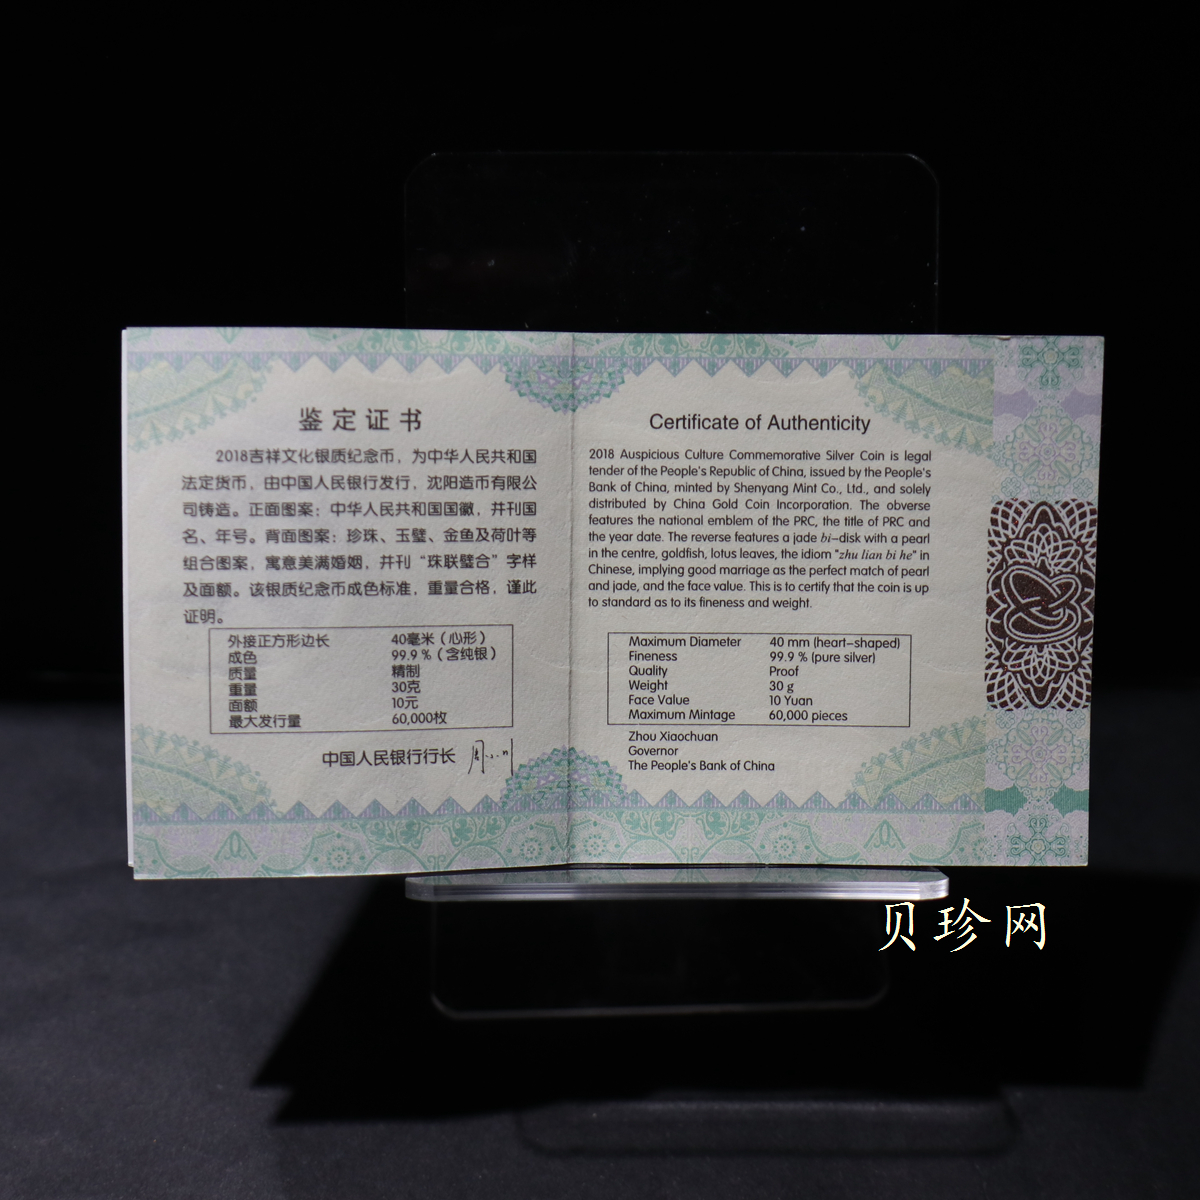 鉴定证书
2018吉祥文化银质纪念币，为中华人民共和国
法定货币，由中国人民银行发行，沈阳造币有限公
司铸造。正面图案：中华人民共和国国徽，并刊国
名、年号。背面图案：珍珠、玉璧、金鱼及荷叶等
组合图案，寓意美满婚姻，并刊“珠联璧合”字样
及面额。该银质纪念币成色标准，重量合格，谨此
证明。
外接正方形边长 40毫米（心形）
成色 99.9 %（含纯银）
质量 精制
重量 30克
面额 10元
最大发行量 60,000枚
中国人民银行行长
Certificate of Authenticity
2018 Auspicious Culture Commemorative Silver Coin is legal
tender of the People's Republic of China, issued by the People's
Bank of China, minted by Shenyang Mint Co., Ltd., and solely
distributed by China Gold Coin Incorporation. The obverse
features the national emblem of the PRC, the title of PRC and
the year date. The reverse features a jade bi–disk with a pearl
in the centre, goldfish, lotus leaves, the idiom "zhu lian bi he" in
Chinese, implying good marriage as the perfect match of pearl
and jade, and the face value. This is to certify that the coin is up
to standard as to its fineness and weight.
Maximum Diameter 40 mm (heart–shaped)
Fineness 99.9 % (pure silver)
Quality Proof
Weight 30 g
Face Value 10 Yuan
Maximum Mintage 60,000 pieces
Zhou Xiaochuan
Governor
The People's Bank of China
贝珍网